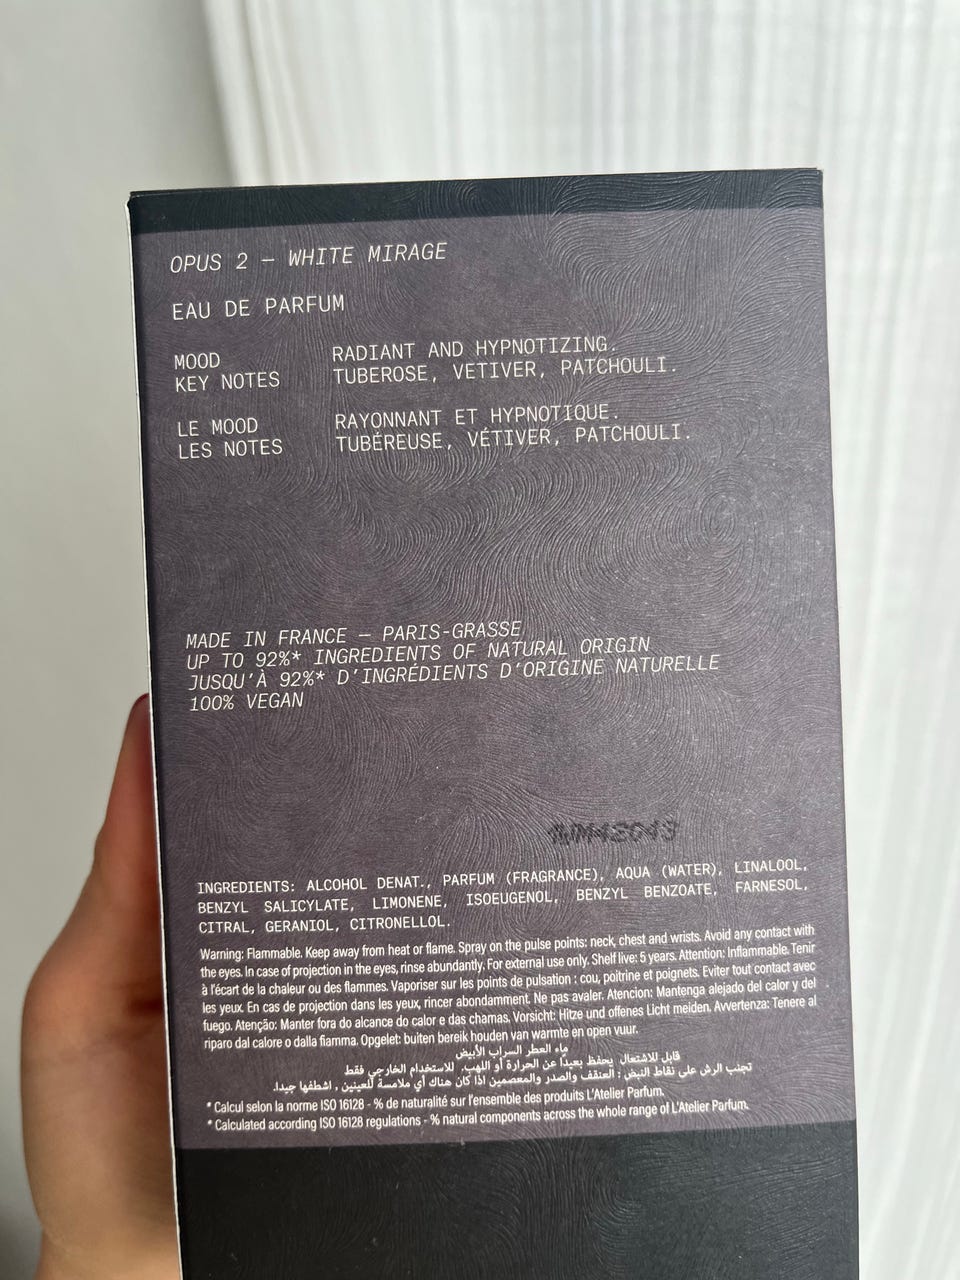 OPUS 2 – WHITE MIRAGE
EAU DE PARFUM
MOOD RADIANT AND HYPNOTIZING.
KEY NOTES TUBEROSE, VETIVER, PATCHOULI.
LE MOOD RAYONNANT ET HYPNOTIQUE.
LES NOTES TUBÉREUSE, VÉTIVER, PATCHOULI.
MADE IN FRANCE – PARIS-GRASSE
UP TO 92%* INGREDIENTS OF NATURAL ORIGIN
JUSQU'À 92%* D'INGRÉDIENTS D'ORIGINE NATURELLE
100% VEGAN
INGREDIENTS: ALCOHOL DENAT., PARFUM (FRAGRANCE), AQUA (WATER), LINALOOL,
BENZYL SALICYLATE, LIMONENE, ISOEUGENOL, BENZYL BENZOATE, FARNESOL,
CITRAL, GERANIOL, CITRONELLOL.
Warning: Flammable. Keep away from heat or flame. Spray on the pulse points: neck, chest and wrists. Avoid any contact with
the eyes. In case of projection in the eyes, rinse abundantly. For external use only. Shelf live: 5 years. Attention: Inflammable. Tenir
à l'écart de la chaleur ou des flammes. Vaporiser sur les points de pulsation : cou, poitrine et poignets. Eviter tout contact avec
les yeux. En cas de projection dans les yeux, rincer abondamment. Ne pas avaler. Atencion: Mantenga alejado del calor y del
fuego. Atenção: Manter fora do alcance do calor e das chamas. Vorsicht: Hitze und offenes Licht meiden. Avvertenza: Tenere al
riparo dal calore o dalla fiamma. Opgelet: buiten bereik houden van warmte en open vuur.
ماء العطر السراب الأبيض
قابل للاشتعال. يحفظ بعيدا عن الحرارة أو اللهب. للاستخدام الخارجي فقط
تجنب الرش على نقاط النبض : العنقف والصدر والمعصمين اذا كان هناك أي ملامسة للعينين , اشطفها جيدا.
* Calcul selon la norme ISO 16128 - % de naturalité sur l'ensemble des produits L'Atelier Parfum.
* Calculated according ISO 16128 regulations - % natural components across the whole range of L'Atelier Parfum.